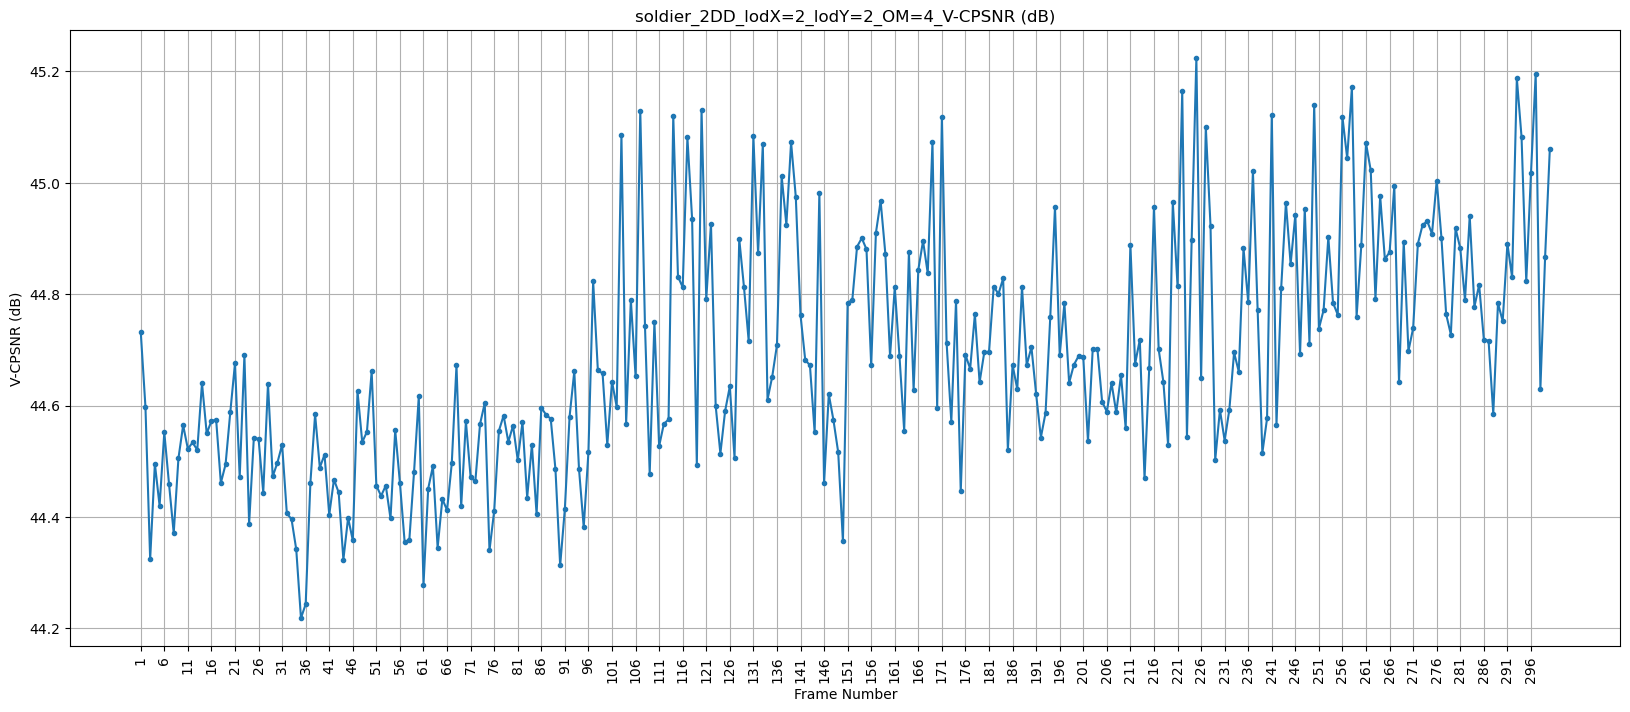 soldier_2DD_lodX=2_lodY=2_OM=4_V-CPSNR (dB)
V-CPSNR (dB)
45.2
45.0
44.8
44.6
44.4
44.2
1 6 11 16 21 26 31 36 41 46 51 56 61 66 71 76 81 86 91 96 101 106 111 116 121 126 131 136 141 146 151 156 161 166 171 176 181 186 191 196 201 206 211 216 221 226 231 236 241 246 251 256 261 266 271 276 281 286 291 296
Frame Number